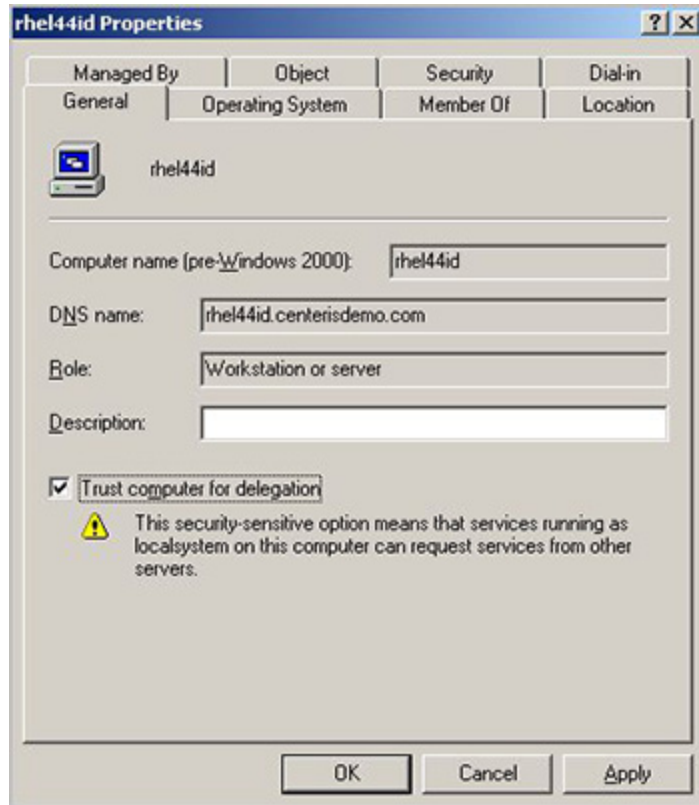 rhel44id Properties
Managed By Object Security Dial-in
General Operating System Member Of Location
rhel44id
Computer name (pre-Windows 2000): rhel44id
DNS name: rhel44id.centerisdemo.com
Role: Workstation or server
Description:
Trust computer for delegation
This security-sensitive option means that services running as
localsystem on this computer can request services from other
servers.
OK Cancel Apply